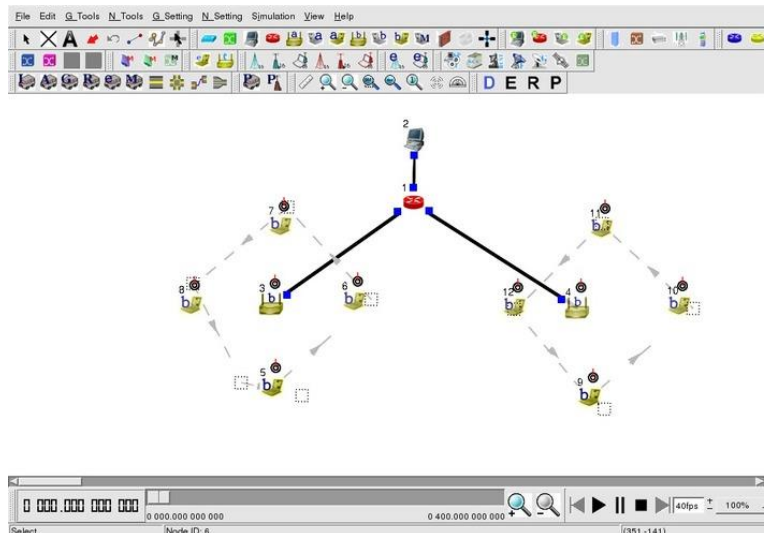 File Edit G_Tools N_Tools G_Setting N_Setting Simulation View Help
A
D E R P
2
1
7
11
8
3
6
12
4
10
5
9
b
0 000.000 000 000
0 000.000 000 000
0 400.000 000 000
40fps
100%
Select
Node ID: 6
(351 -141)